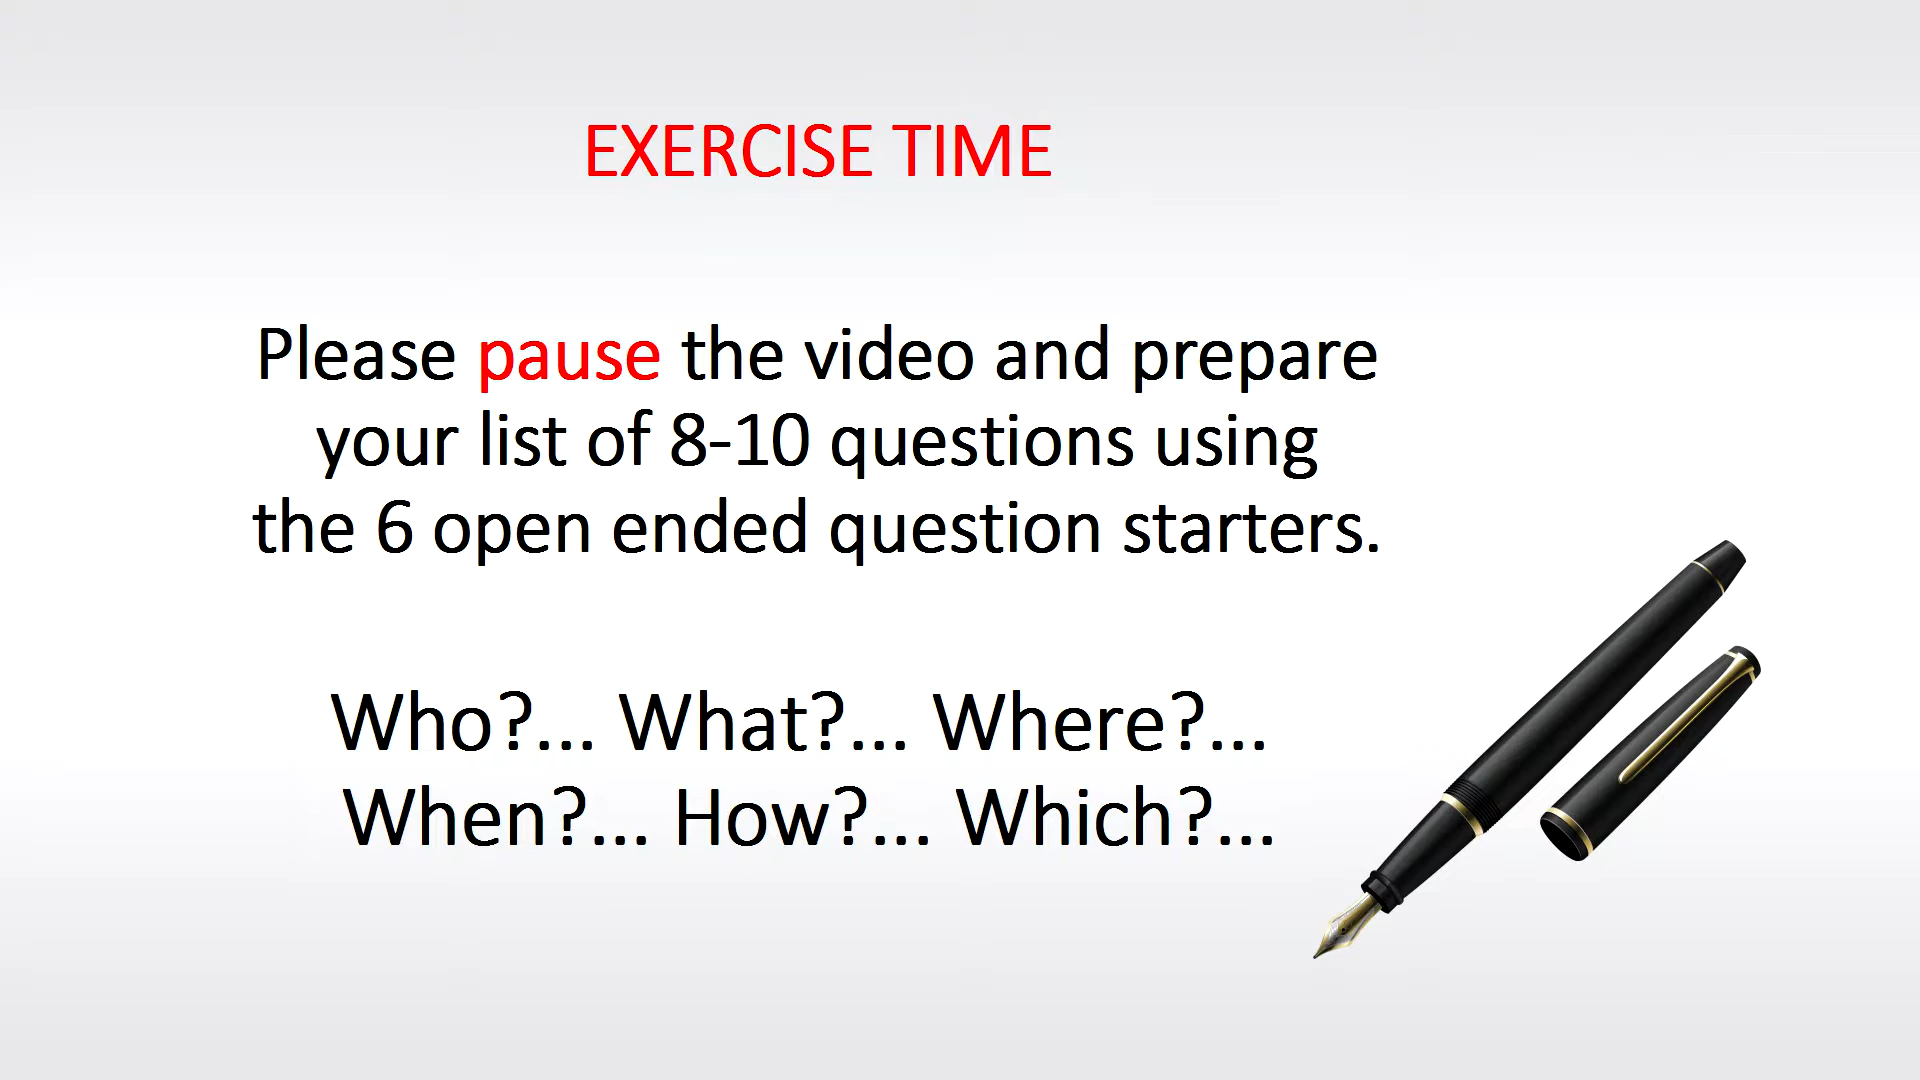 EXERCISE TIME
Please pause the video and prepare
your list of 8-10 questions using
the 6 open ended question starters.
Who?... What?... Where?...
When?... How?... Which?...